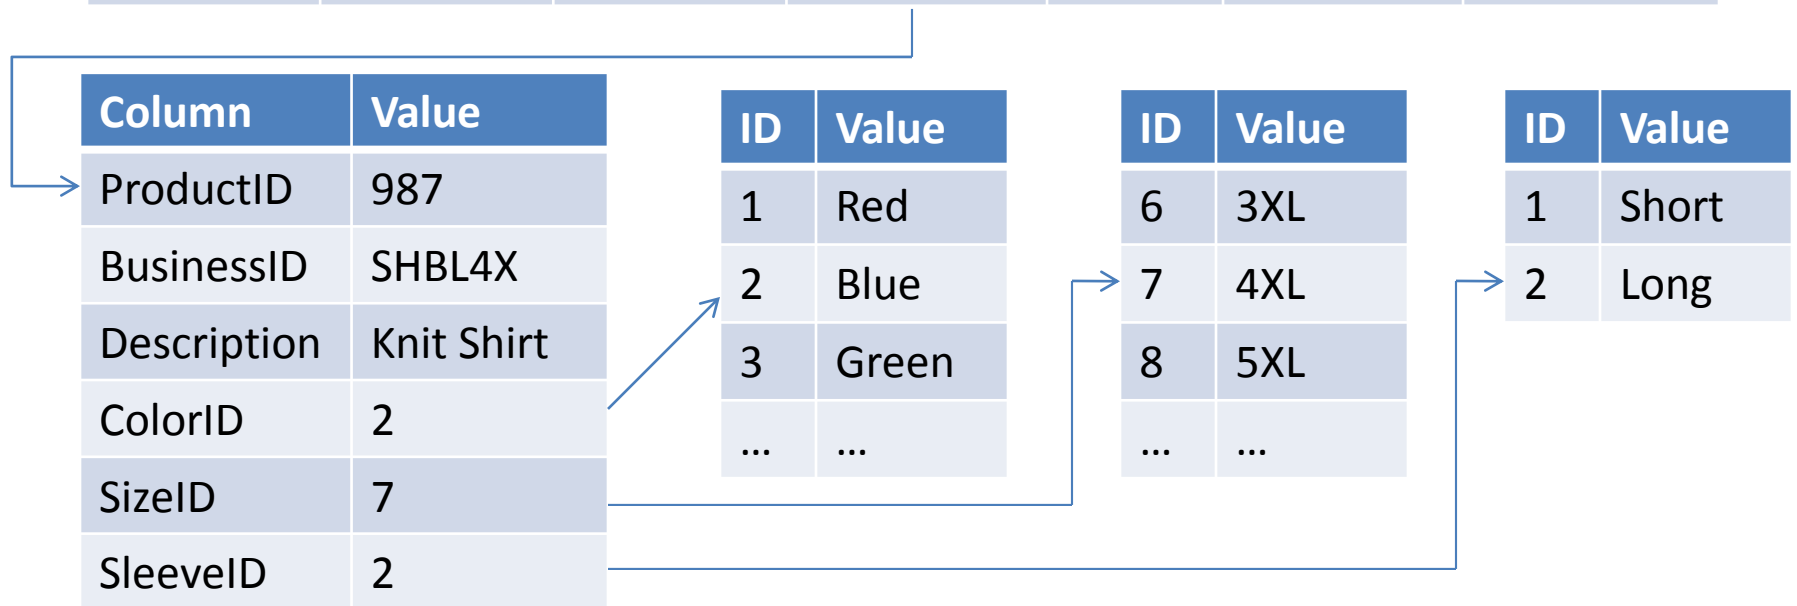 Column Value
ProductID 987
BusinessID SHBL4X
Description Knit Shirt
ColorID 2
SizeID 7
SleeveID 2
ID Value
1 Red
2 Blue
3 Green
... ...
ID Value
6 3XL
7 4XL
8 5XL
... ...
ID Value
1 Short
2 Long